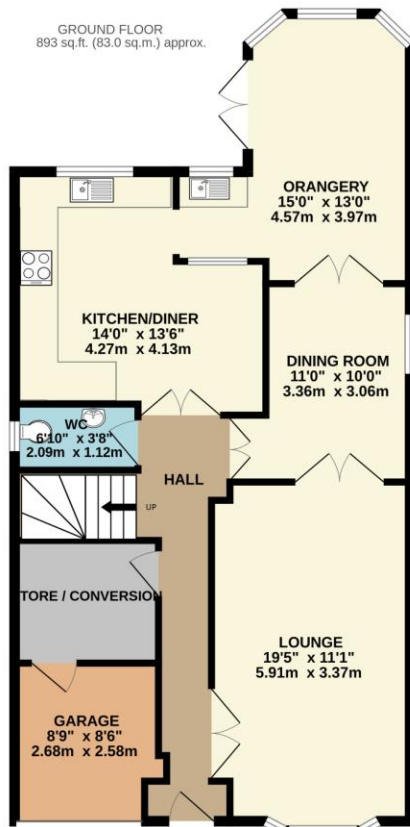 GROUND FLOOR
893 sq.ft. (83.0 sq.m.) approx.
ORANGERY
15'0" x 13'0"
4.57m x 3.97m
KITCHEN/DINER
14'0" x 13'6"
4.27m x 4.13m
DINING ROOM
11'0" x 10'0"
3.36m x 3.06m
WC
6'10" x 3'8"
2.09m x 1.12m
HALL
UP
TORE / CONVERSION
LOUNGE
19'5" x 11'1"
5.91m x 3.37m
GARAGE
8'9" x 8'6"
2.68m x 2.58m